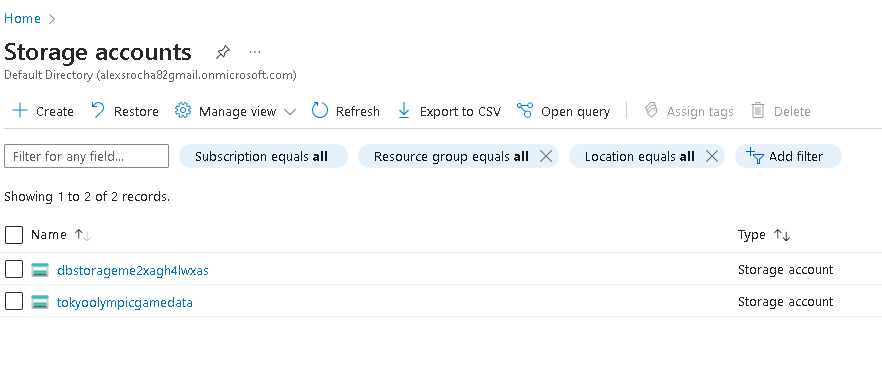 Home
Storage accounts
Default Directory (alexsrocha82gmail.onmicrosoft.com)
Create Restore Manage view Refresh Export to CSV Open query Assign tags Delete
Filter for any field... Subscription equals all Resource group equals all Location equals all Add filter
Showing 1 to 2 of 2 records.
Name Type
dbstorageme2xagh4lwxas Storage account
tokyoolympicgamedata Storage account